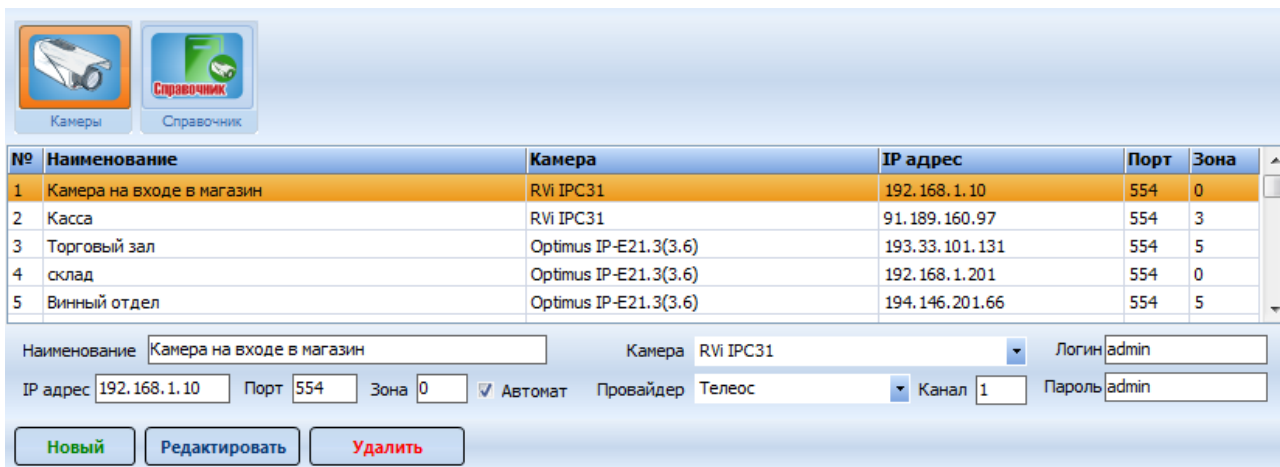 Справочник
Камеры Справочник
№ Наименование Камера IP адрес Порт Зона
1 Камера на входе в магазин RVi IPC31 192.168.1.10 554 0
2 Касса RVi IPC31 91.189.160.97 554 3
3 Торговый зал Optimus IP-E21.3(3.6) 193.33.101.131 554 5
4 склад Optimus IP-E21.3(3.6) 192.168.1.201 554 0
5 Винный отдел Optimus IP-E21.3(3.6) 194.146.201.66 554 5
Наименование Камера на входе в магазин Камера RVi IPC31 Логин admin
IP адрес 192.168.1.10 Порт 554 Зона 0 Автомат Провайдер Телеос Канал 1 Пароль admin
Новый Редактировать Удалить